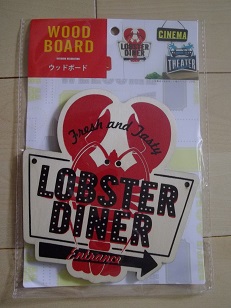 WOOD
BOARD
ウッドボード
LOBSTER
DINER
CINEMA
THEATER
Fresh and Tasty
LOBSTER
DINER
Entrance